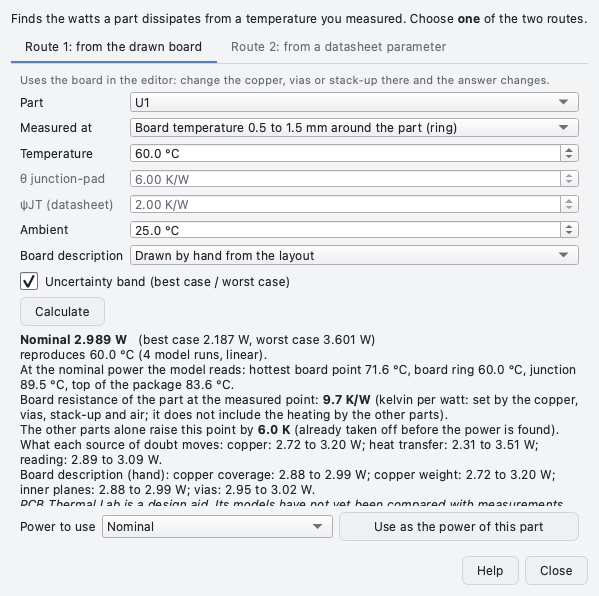 Finds the watts a part dissipates from a temperature you measured. Choose one of the two routes.
Route 1: from the drawn board
Route 2: from a datasheet parameter
Uses the board in the editor: change the copper, vias or stack-up there and the answer changes.
Part
U1
Measured at
Board temperature 0.5 to 1.5 mm around the part (ring)
Temperature
60.0 °C
θ junction-pad
6.00 K/W
ψJT (datasheet)
2.00 K/W
Ambient
25.0 °C
Board description
Drawn by hand from the layout
Uncertainty band (best case / worst case)
Calculate
Nominal 2.989 W (best case 2.187 W, worst case 3.601 W)
reproduces 60.0 °C (4 model runs, linear).
At the nominal power the model reads: hottest board point 71.6 °C, board ring 60.0 °C, junction
89.5 °C, top of the package 83.6 °C.
Board resistance of the part at the measured point: 9.7 K/W (kelvin per watt: set by the copper,
vias, stack-up and air; it does not include the heating by the other parts).
The other parts alone raise this point by 6.0 K (already taken off before the power is found).
What each source of doubt moves: copper: 2.72 to 3.20 W; heat transfer: 2.31 to 3.51 W;
reading: 2.89 to 3.09 W.
Board description (hand): copper coverage: 2.88 to 2.99 W; copper weight: 2.72 to 3.20 W;
inner planes: 2.88 to 2.99 W; vias: 2.95 to 3.02 W.
PCB Thermal Lab is a design aid. Its models have not yet been compared with measurements
Power to use
Nominal
Use as the power of this part
Help
Close